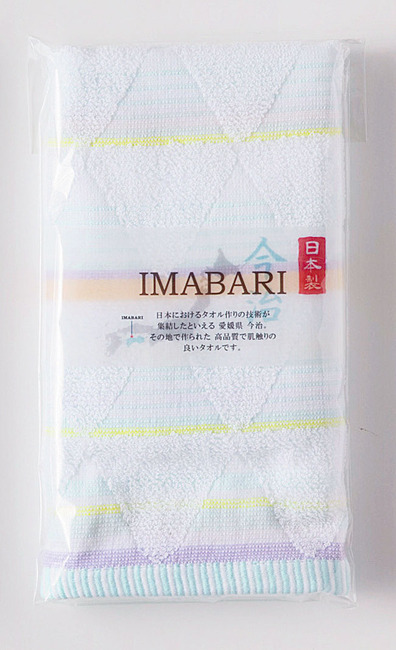 今治
日本製
IMABARI
IMABARI
日本におけるタオル作りの技術が
集結したといえる 愛媛県 今治。
その地で作られた 高品質で肌触りの
良いタオルです。